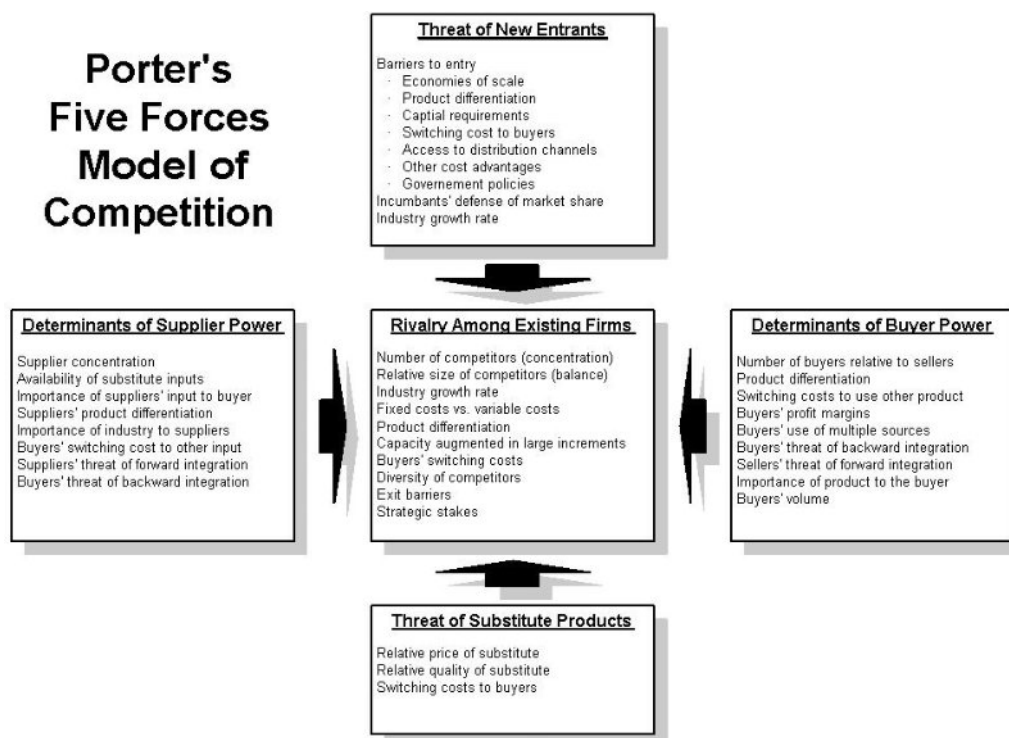 Porter's
Five Forces
Model of
Competition
Threat of New Entrants
Barriers to entry
· Economies of scale
· Product differentiation
· Captial requirements
· Switching cost to buyers
· Access to distribution channels
· Other cost advantages
· Governement policies
Incumbants' defense of market share
Industry growth rate
Determinants of Supplier Power
Supplier concentration
Availability of substitute inputs
Importance of suppliers' input to buyer
Suppliers' product differentiation
Importance of industry to suppliers
Buyers' switching cost to other input
Suppliers' threat of forward integration
Buyers' threat of backward integration
Rivalry Among Existing Firms
Number of competitors (concentration)
Relative size of competitors (balance)
Industry growth rate
Fixed costs vs. variable costs
Product differentiation
Capacity augmented in large increments
Buyers' switching costs
Diversity of competitors
Exit barriers
Strategic stakes
Determinants of Buyer Power
Number of buyers relative to sellers
Product differentiation
Switching costs to use other product
Buyers' profit margins
Buyers' use of multiple sources
Buyers' threat of backward integration
Sellers' threat of forward integration
Importance of product to the buyer
Buyers' volume
Threat of Substitute Products
Relative price of substitute
Relative quality of substitute
Switching costs to buyers